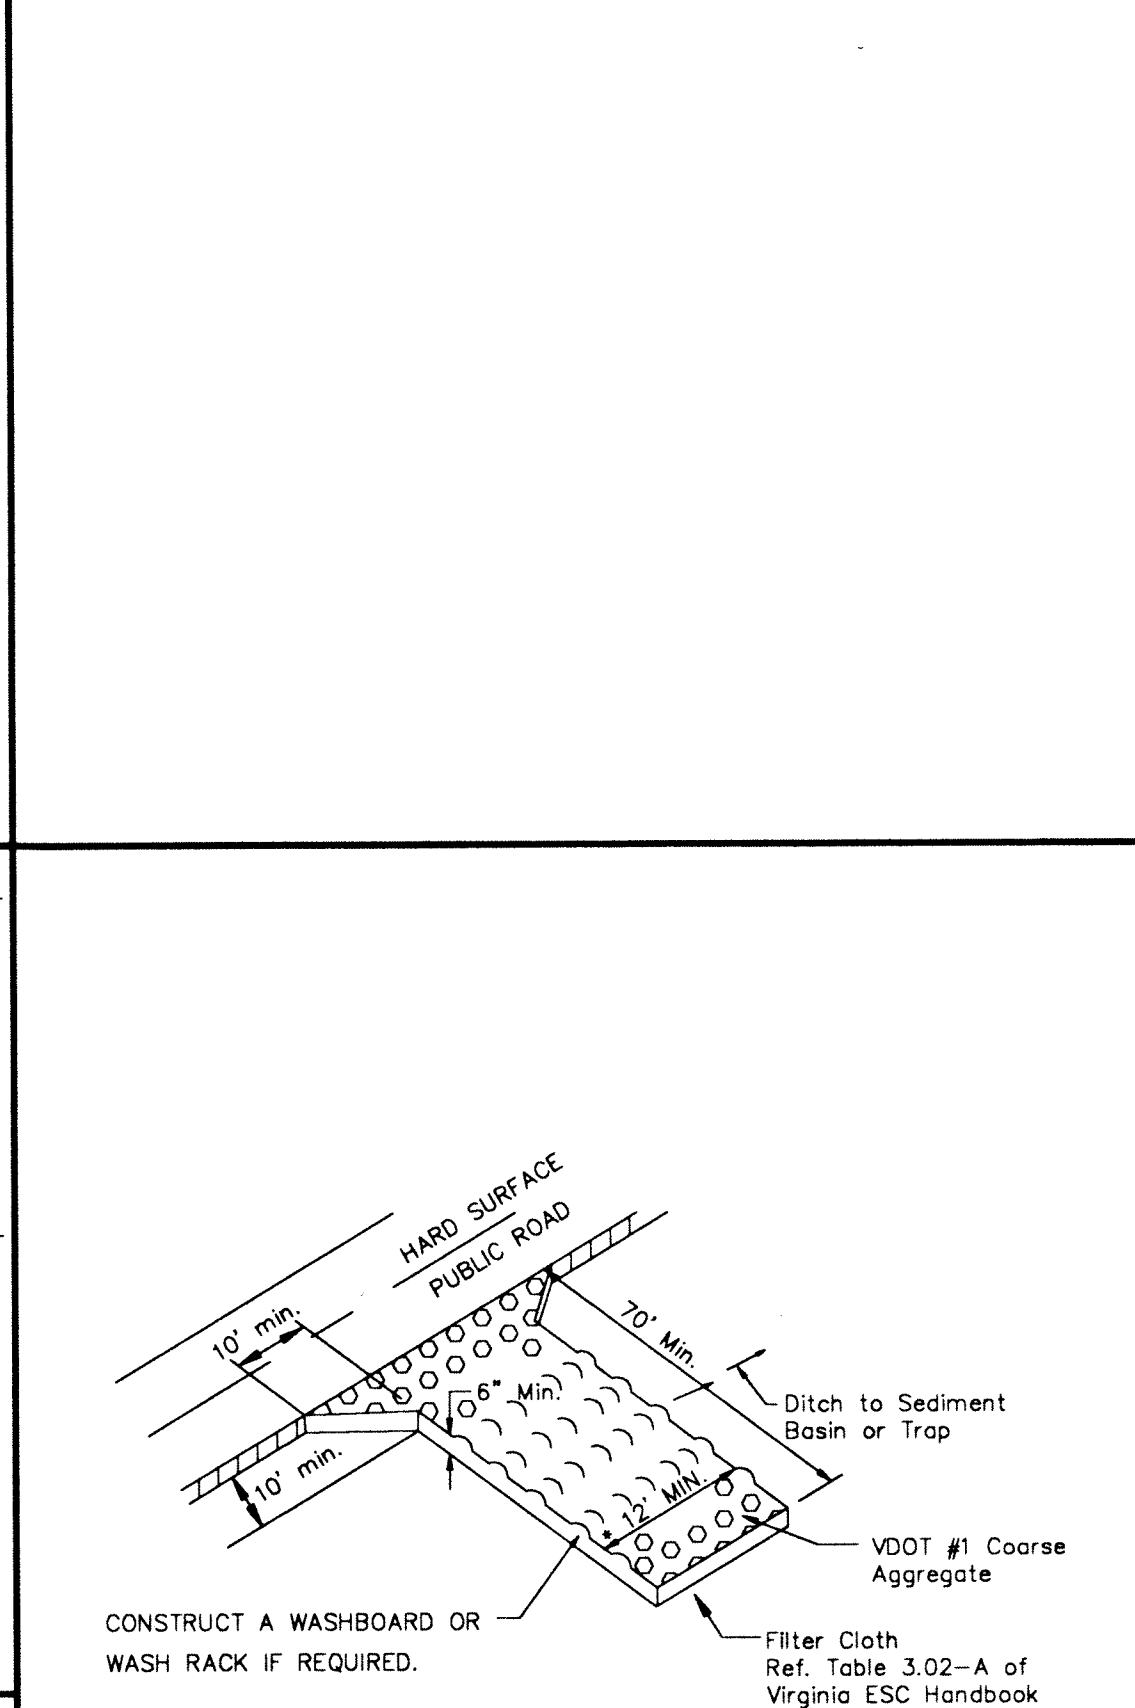 HARD SURFACE
PUBLIC ROAD
10' min.
70' Min.
6" Min.
Ditch to Sediment
Basin or Trap
10' min.
* 12' MIN.
VDOT #1 Coarse
Aggregate
CONSTRUCT A WASHBOARD OR
WASH RACK IF REQUIRED.
Filter Cloth
Ref. Table 3.02-A of
Virginia ESC Handbook